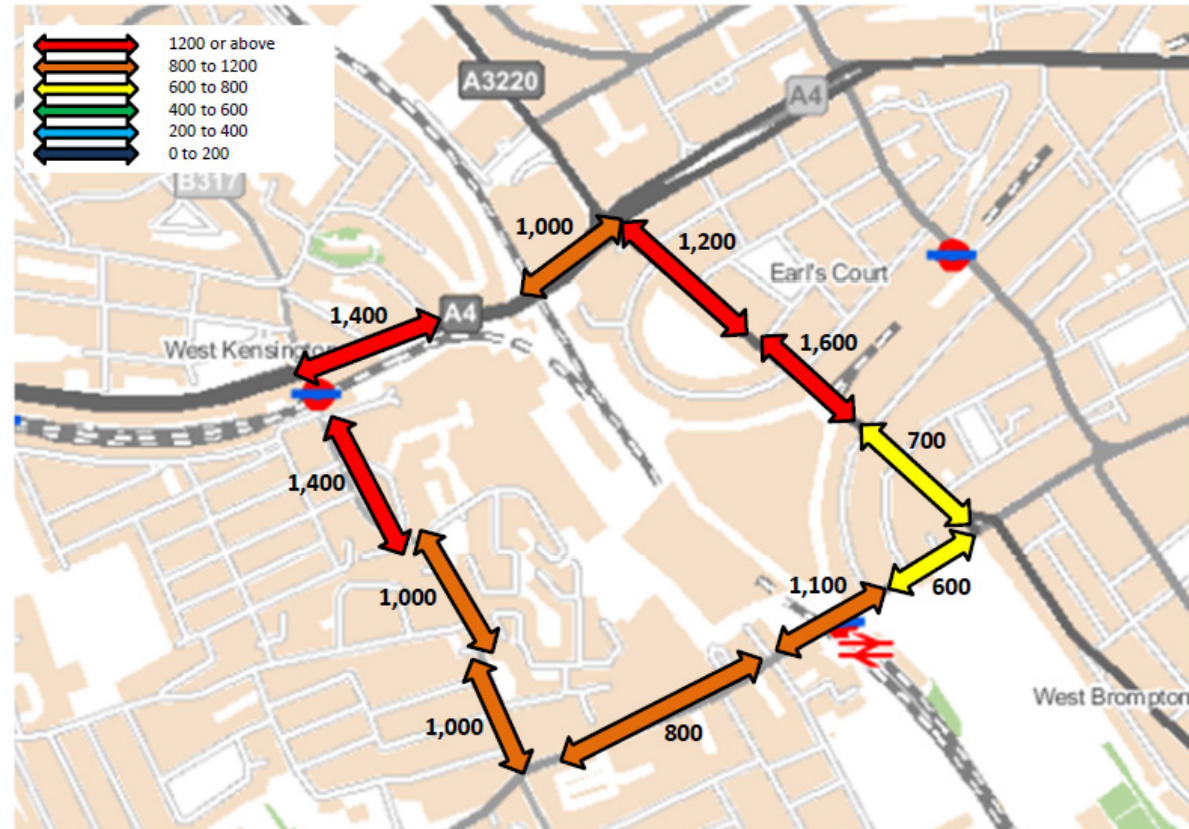 1200 or above
800 to 1200
600 to 800
400 to 600
200 to 400
0 to 200
A3220
A4
B317
1,000
1,200
Earl's Court
1,400
A4
West Kensington
1,600
700
1,400
1,100
600
1,000
West Brompton
1,000
800